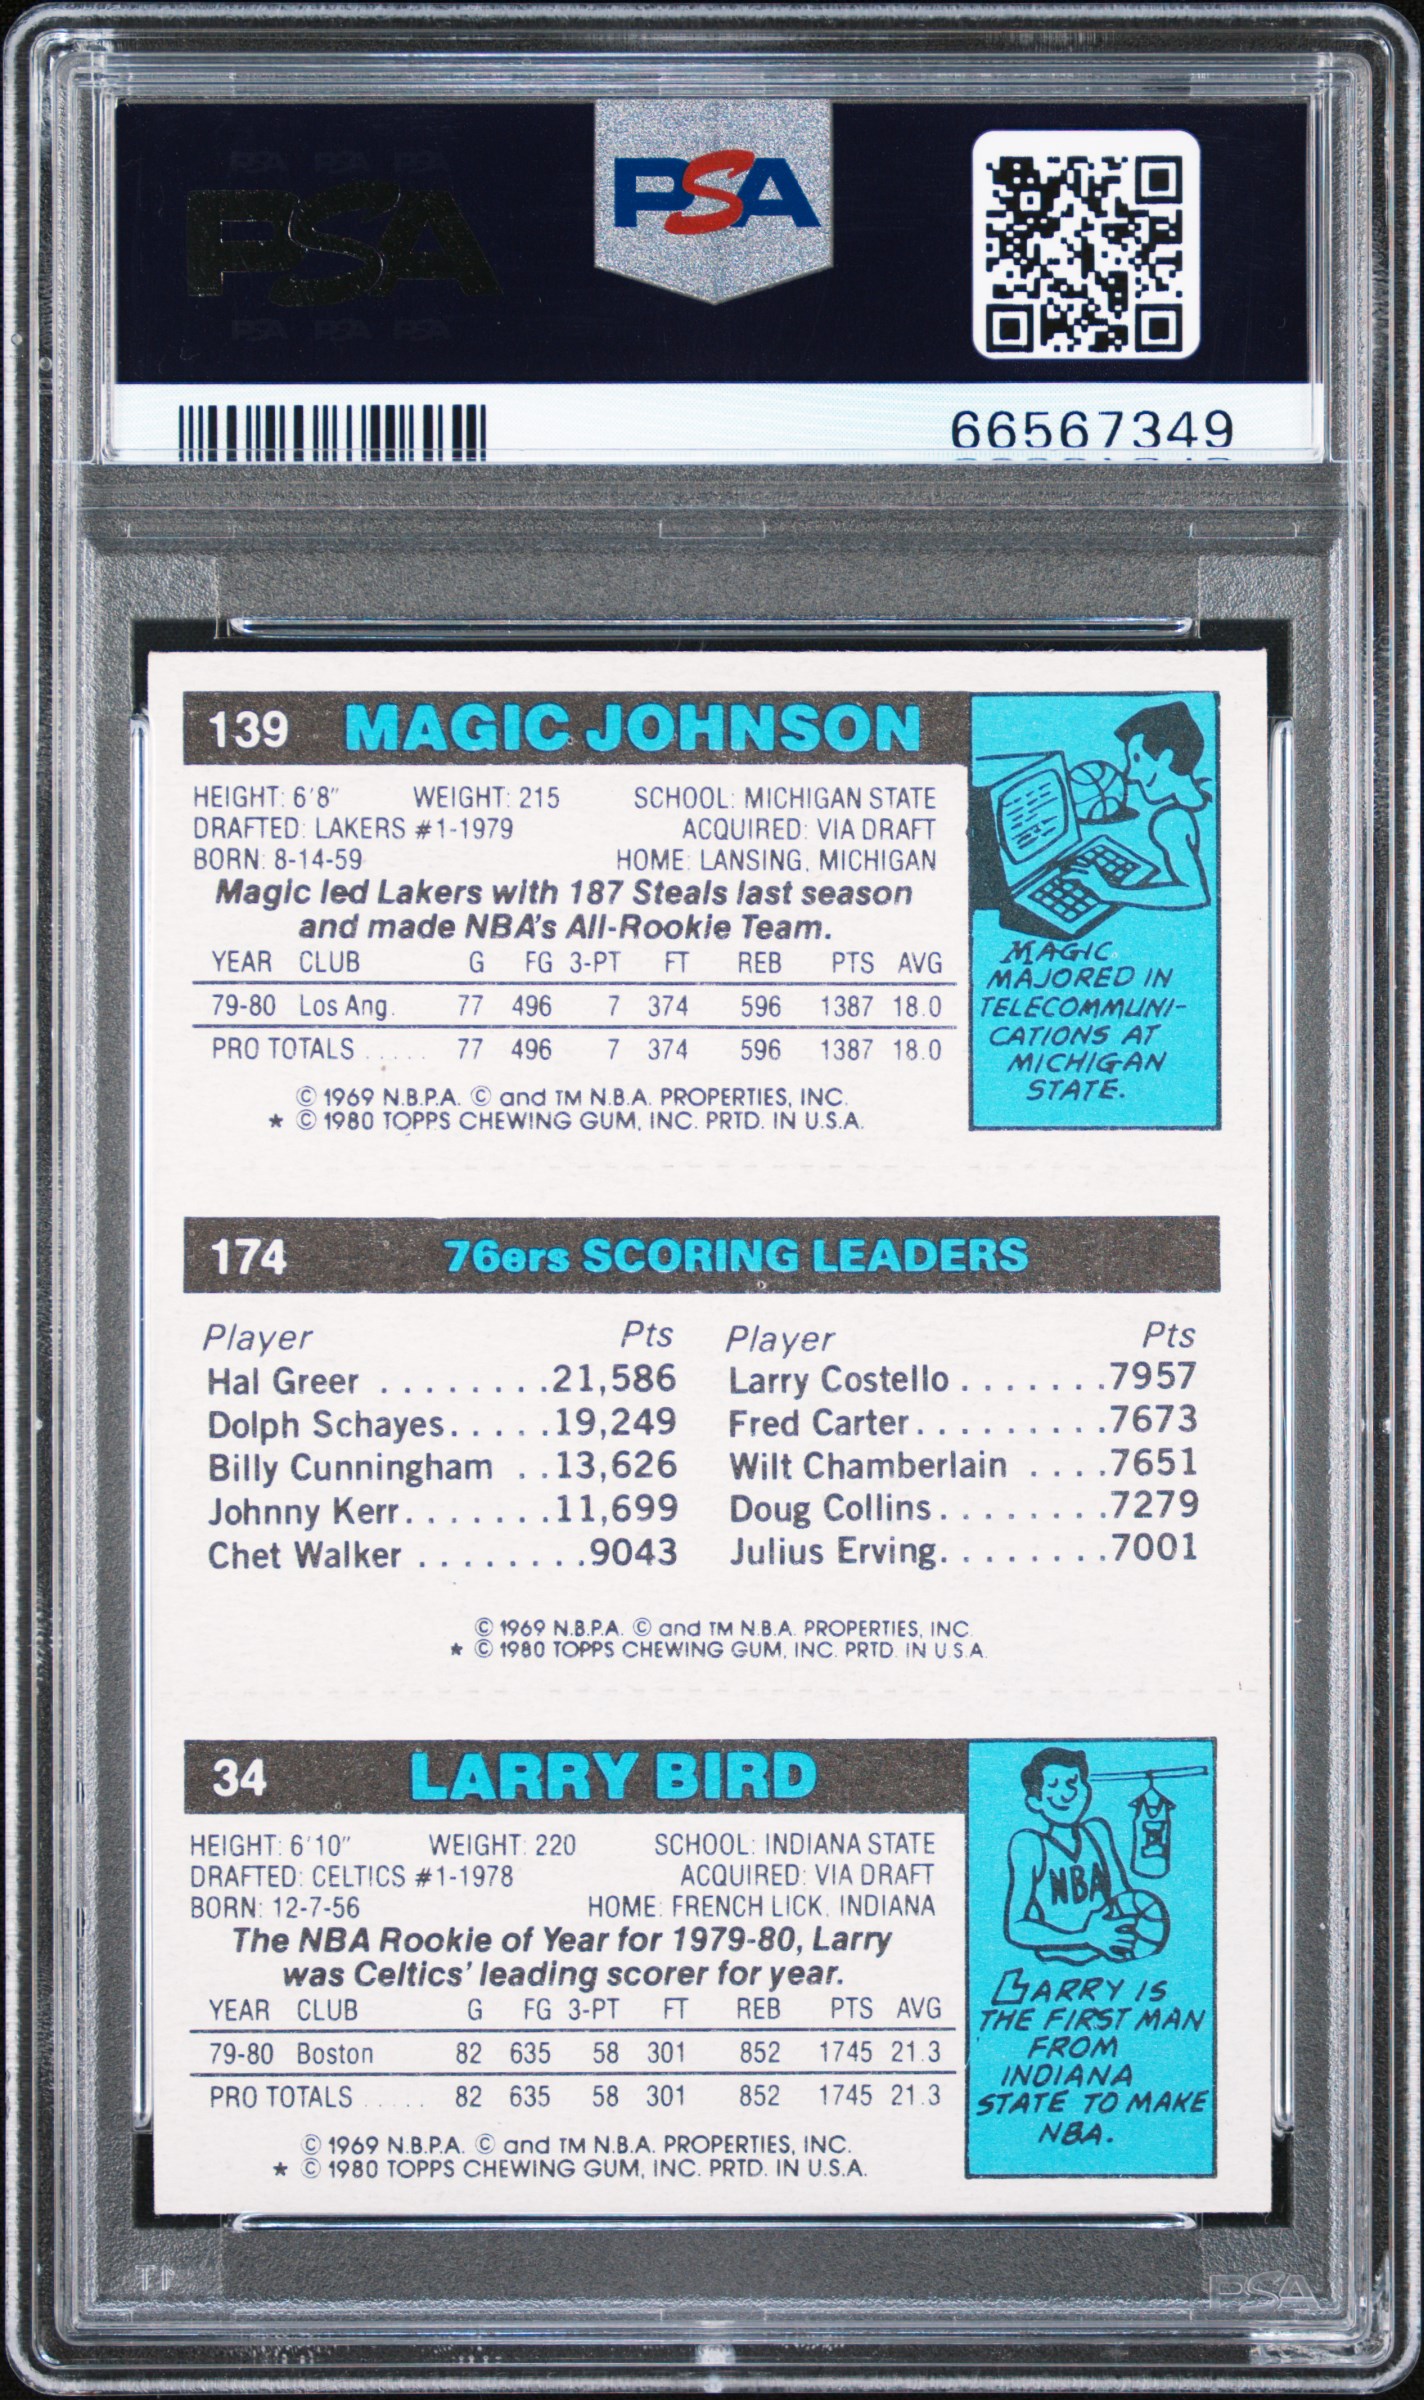 PSA PSA PSA
PSA
PSA PSA PSA
PSA
66567349
139 MAGIC JOHNSON
HEIGHT: 6'8" WEIGHT: 215 SCHOOL: MICHIGAN STATE
DRAFTED: LAKERS #1-1979 ACQUIRED: VIA DRAFT
BORN: 8-14-59 HOME: LANSING, MICHIGAN
Magic led Lakers with 187 Steals last season
and made NBA's All-Rookie Team.
YEAR CLUB G FG 3-PT FT REB PTS AVG
79-80 Los Ang. 77 496 7 374 596 1387 18.0
PRO TOTALS ..... 77 496 7 374 596 1387 18.0
© 1969 N.B.P.A. © and TM N.B.A. PROPERTIES, INC.
* © 1980 TOPPS CHEWING GUM, INC. PRTD. IN U.S.A.
MAGIC
MAJORED IN
TELECOMMUNI-
CATIONS AT
MICHIGAN
STATE.
174 76ers SCORING LEADERS
Player Pts Player Pts
Hal Greer ........21,586 Larry Costello.......7957
Dolph Schayes.....19,249 Fred Carter.........7673
Billy Cunningham ..13,626 Wilt Chamberlain ....7651
Johnny Kerr.......11,699 Doug Collins........7279
Chet Walker ........9043 Julius Erving........7001
© 1969 N.B.P.A. © and TM N.B.A. PROPERTIES, INC.
* © 1980 TOPPS CHEWING GUM, INC. PRTD. IN U.S.A.
34 LARRY BIRD
HEIGHT: 6'10" WEIGHT: 220 SCHOOL: INDIANA STATE
DRAFTED: CELTICS #1-1978 ACQUIRED: VIA DRAFT
BORN: 12-7-56 HOME: FRENCH LICK, INDIANA
The NBA Rookie of Year for 1979-80, Larry
was Celtics' leading scorer for year.
YEAR CLUB G FG 3-PT FT REB PTS AVG
79-80 Boston 82 635 58 301 852 1745 21.3
PRO TOTALS ..... 82 635 58 301 852 1745 21.3
© 1969 N.B.P.A. © and TM N.B.A. PROPERTIES, INC.
* © 1980 TOPPS CHEWING GUM, INC. PRTD. IN U.S.A.
NBA
LARRY IS
THE FIRST MAN
FROM
INDIANA
STATE TO MAKE
NBA.
PSA